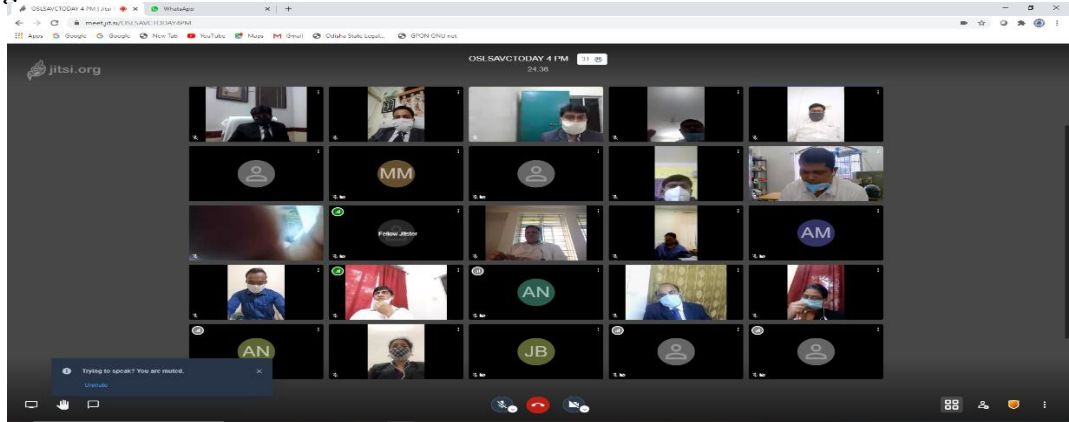 OSLSAVCTODAY 4 PM | Jitsi
WhatsApp
meet.jit.si/OSLSAVCTODAY4PM
Apps
Google
Google
New Tab
YouTube
Maps
Gmail
Odisha State Legal...
GPON ONU net
jitsi.org
OSLSAVCTODAY 4 PM
31
24:36
MM
Fellow Jitster
AM
AN
AN
JB
Trying to speak? You are muted.
Unmute